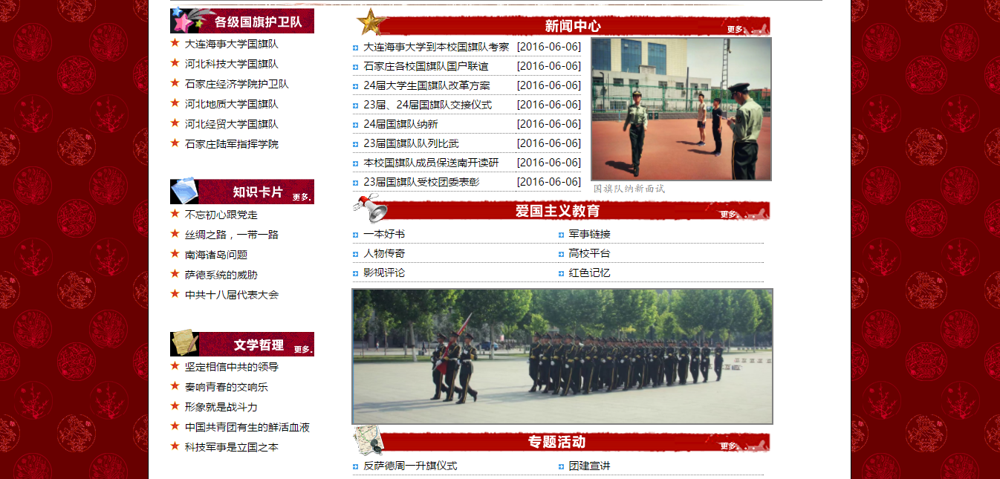 各级国旗护卫队
大连海事大学国旗队
河北科技大学国旗队
石家庄经济学院护卫队
河北地质大学国旗队
河北经贸大学国旗队
石家庄陆军指挥学院
知识卡片 更多.
不忘初心跟党走
丝绸之路，一带一路
南海诸岛问题
萨德系统的威胁
中共十八届代表大会
文学哲理 更多.
坚定相信中共的领导
奏响青春的交响乐
形象就是战斗力
中国共青团有生的鲜活血液
科技军事是立国之本
新闻中心 更多。。。
大连海事大学到本校国旗队考察 [2016-06-06]
石家庄各校国旗队国户联谊 [2016-06-06]
24届大学生国旗队改革方案 [2016-06-06]
23届、24届国旗队交接仪式 [2016-06-06]
24届国旗队纳新 [2016-06-06]
23届国旗队队列比武 [2016-06-06]
本校国旗队成员保送南开读研 [2016-06-06]
23届国旗队受校团委表彰 [2016-06-06]
国旗队纳新面试
爱国主义教育 更多。。。
一本好书 军事链接
人物传奇 高校平台
影视评论 红色记忆
专题活动 更多。。。
反萨德周一升旗仪式 团建宣讲